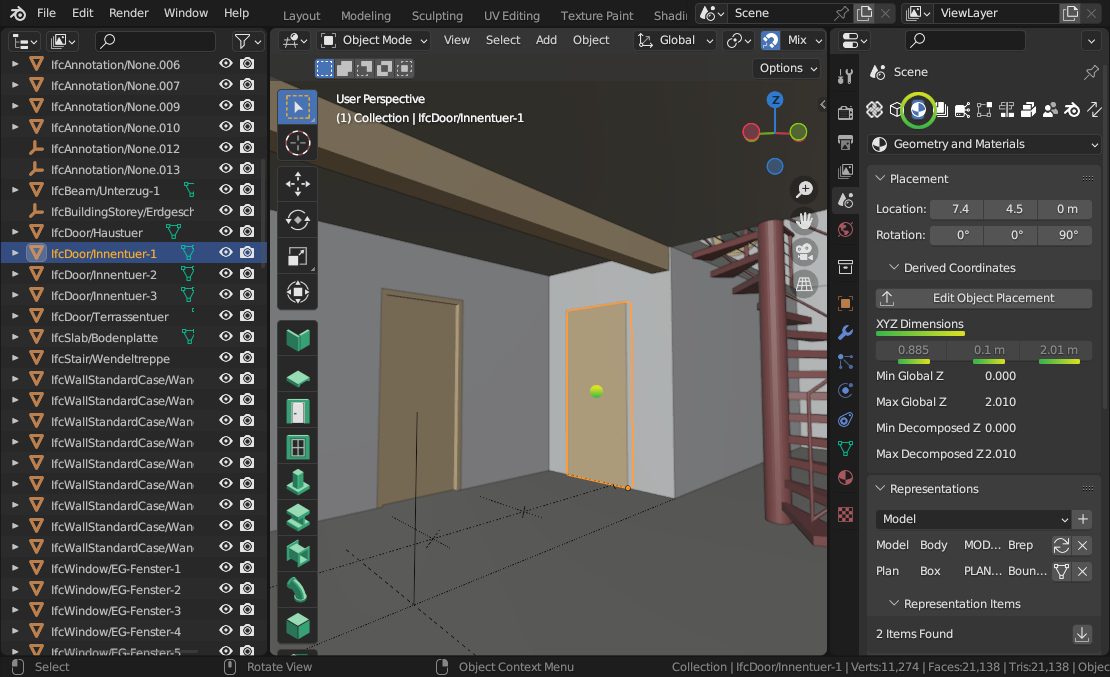 File Edit Render Window Help
Layout Modeling Sculpting UV Editing Texture Paint Shadi
Scene
ViewLayer
Object Mode View Select Add Object Global Mix
Options
User Perspective
(1) Collection | IfcDoor/Innentuer-1
Z
IfcAnnotation/None.006
IfcAnnotation/None.007
IfcAnnotation/None.009
IfcAnnotation/None.010
IfcAnnotation/None.012
IfcAnnotation/None.013
IfcBeam/Unterzug-1
IfcBuildingStorey/Erdgesch
IfcDoor/Haustuer
IfcDoor/Innentuer-1
IfcDoor/Innentuer-2
IfcDoor/Innentuer-3
IfcDoor/Terrassentuer
IfcSlab/Bodenplatte
IfcStair/Wendeltreppe
IfcWallStandardCase/Wan
IfcWallStandardCase/Wan
IfcWallStandardCase/Wan
IfcWallStandardCase/Wan
IfcWallStandardCase/Wan
IfcWallStandardCase/Wan
IfcWallStandardCase/Wan
IfcWallStandardCase/Wan
IfcWallStandardCase/Wan
IfcWindow/EG-Fenster-1
IfcWindow/EG-Fenster-2
IfcWindow/EG-Fenster-3
IfcWindow/EG-Fenster-4
IfcWindow/EG-Fenster-5
Scene
Geometry and Materials
Placement
Location: 7.4 4.5 0 m
Rotation: 0° 0° 90°
Derived Coordinates
Edit Object Placement
XYZ Dimensions
0.885 0.1 m 2.01 m
Min Global Z 0.000
Max Global Z 2.010
Min Decomposed Z 0.000
Max Decomposed Z 2.010
Representations
Model
Model Body MOD... Brep
Plan Box PLAN... Boun...
Representation Items
2 Items Found
Select Rotate View Object Context Menu Collection | IfcDoor/Innentuer-1 | Verts:11,274 | Faces:21,138 | Tris:21,138 | Objec